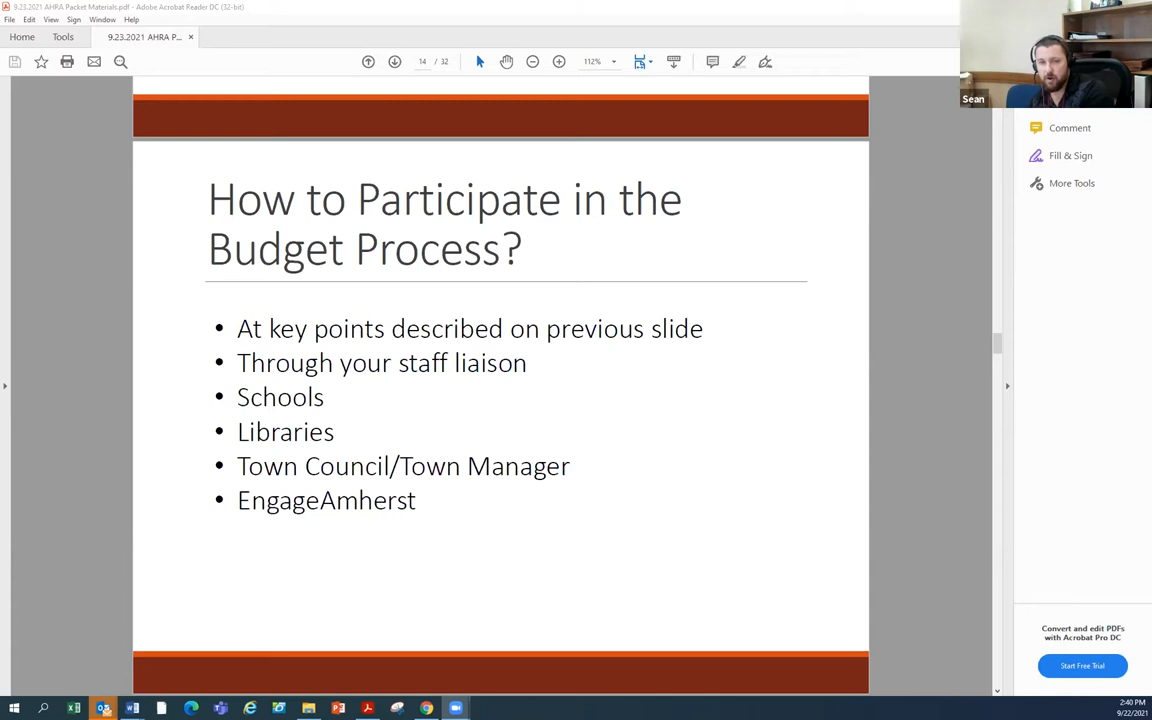 9.23.2021 AHRA Packet Materials.pdf - Adobe Acrobat Reader DC (32-bit)
File Edit View Sign Window Help
Home Tools 9.23.2021 AHRA P... ×
14 / 32 112%
Sean
Comment
Fill & Sign
More Tools
How to Participate in the
Budget Process?
• At key points described on previous slide
• Through your staff liaison
• Schools
• Libraries
• Town Council/Town Manager
• EngageAmherst
Convert and edit PDFs
with Acrobat Pro DC
Start Free Trial
2:40 PM
9/22/2021